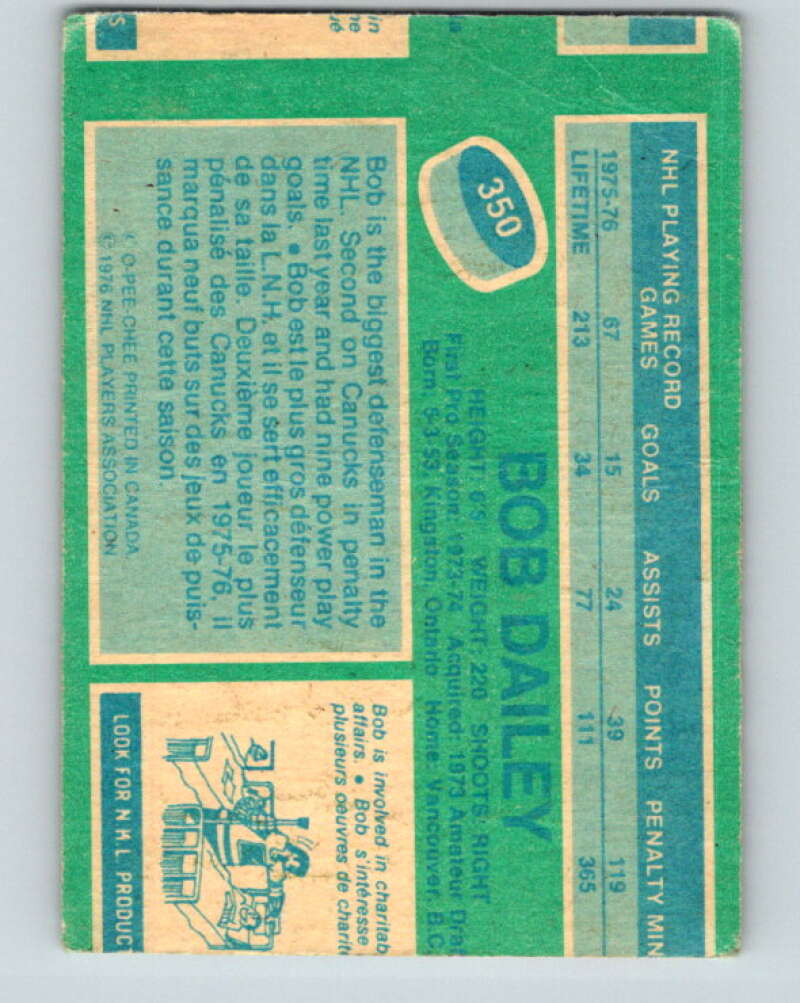 S
in
ne
ué
NHL PLAYING RECORD
GAMES GOALS ASSISTS POINTS PENALTY MIN
1975-76 67 15 24 39 119
LIFETIME 213 34 77 111 365
350
BOB DAILEY
HEIGHT: 6'5 WEIGHT: 220 SHOOTS: RIGHT
First Pro Season: 1973-74 Acquired: 1973 Amateur Draf
Born: 5-3-53, Kingston, Ontario Home: Vancouver, B.C.
Bob is the biggest defenseman in the
NHL. Second on Canucks in penalty
time last year and had nine power play
goals. • Bob est le plus gros défenseur
dans la L.N.H. et il se sert efficacement
de sa taille. Deuxième joueur le plus
pénalisé des Canucks en 1975-76, il
marqua neuf buts sur des jeux de puis-
sance durant cette saison.
© O-PEE-CHEE PRINTED IN CANADA.
© 1976 NHL PLAYERS ASSOCIATION
Bob is involved in charitab
affairs. • Bob s'intéresse
plusieurs oeuvres de charité
LOOK FOR N.H.L. PRODUC